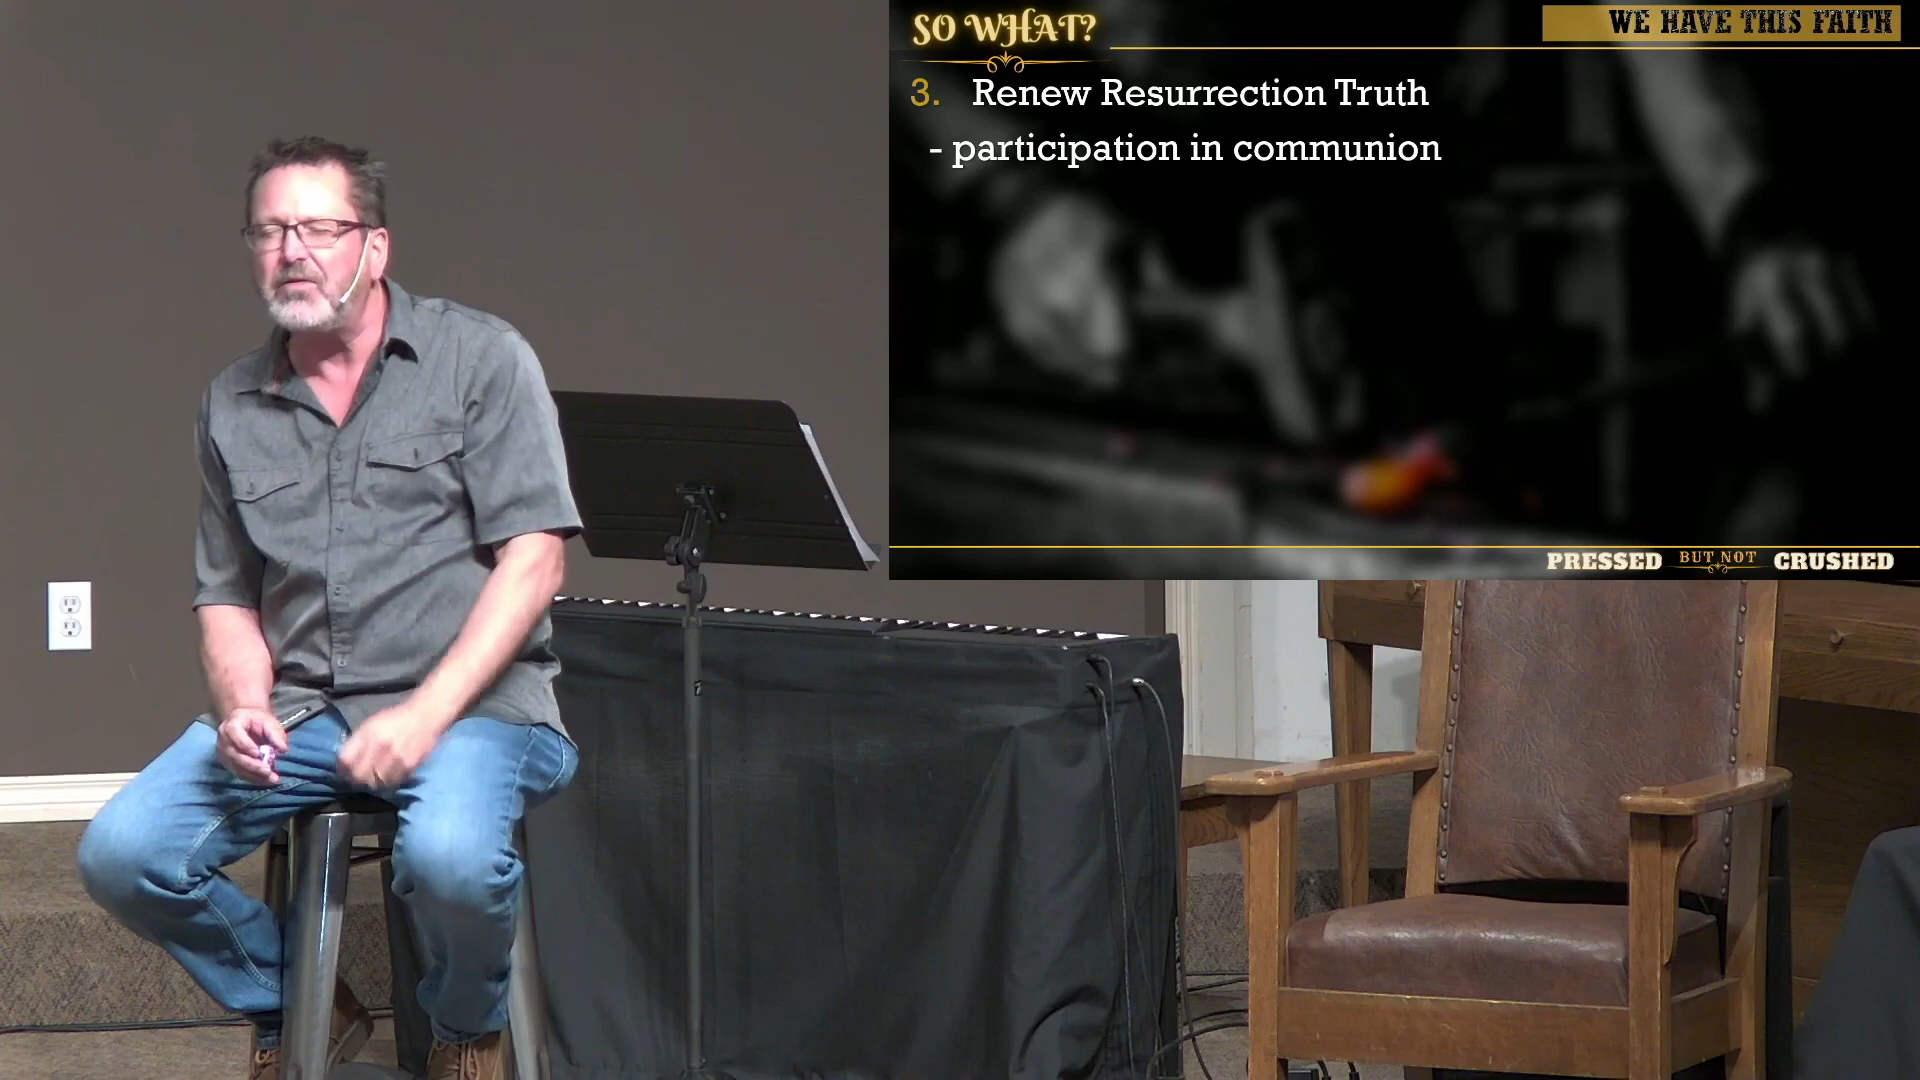 SO WHAT?
WE HAVE THIS FAITH
3. Renew Resurrection Truth
- participation in communion
PRESSED BUT NOT CRUSHED